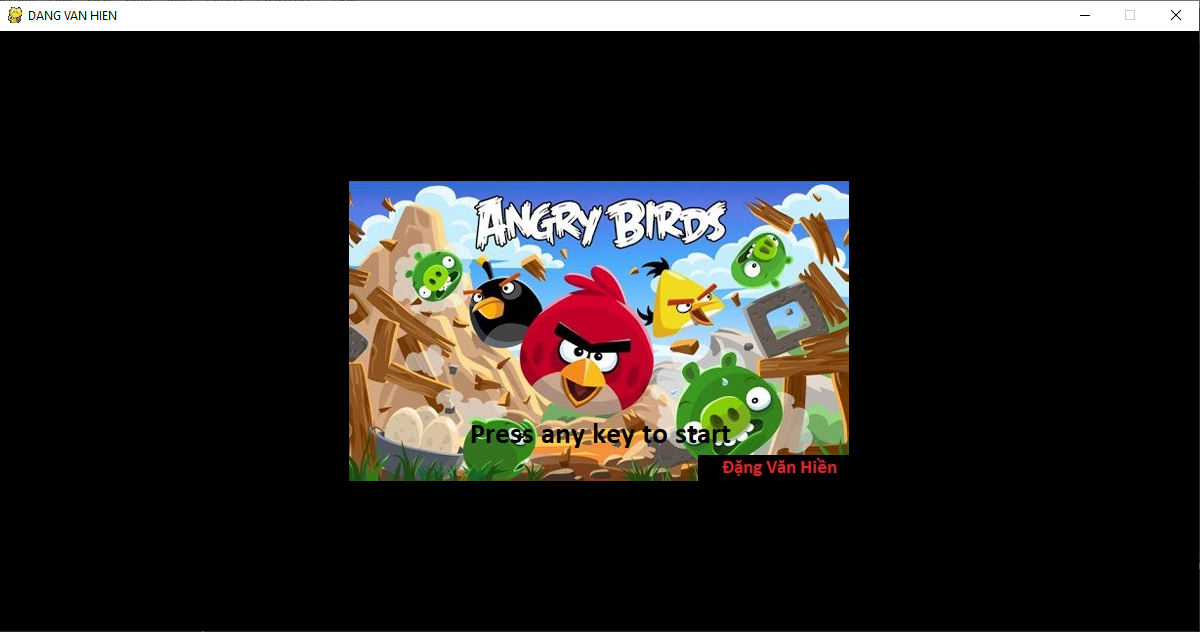 DANG VAN HIEN
ANGRY BIRDS
Press any key to start
Đặng Văn Hiền